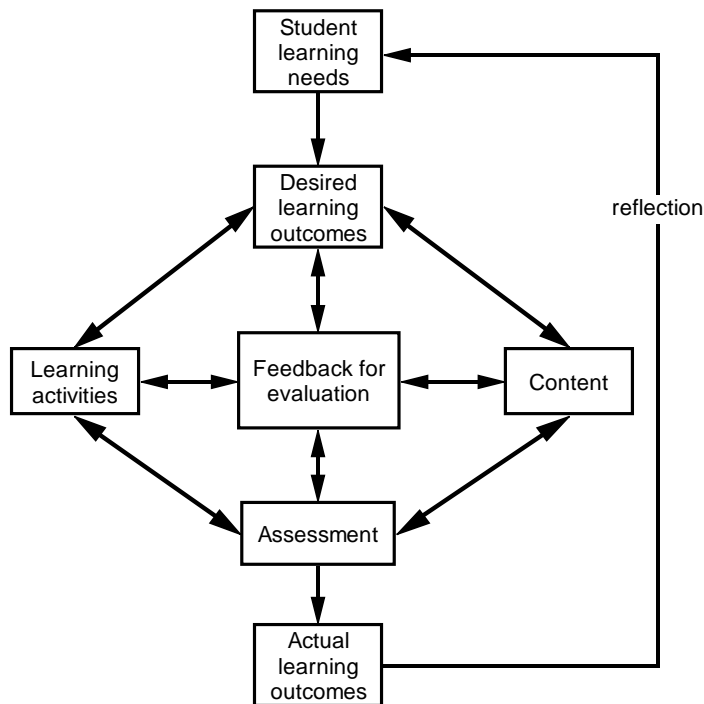 Student
learning
needs
Desired
learning
outcomes
reflection
Learning
activities
Feedback for
evaluation
Content
Assessment
Actual
learning
outcomes